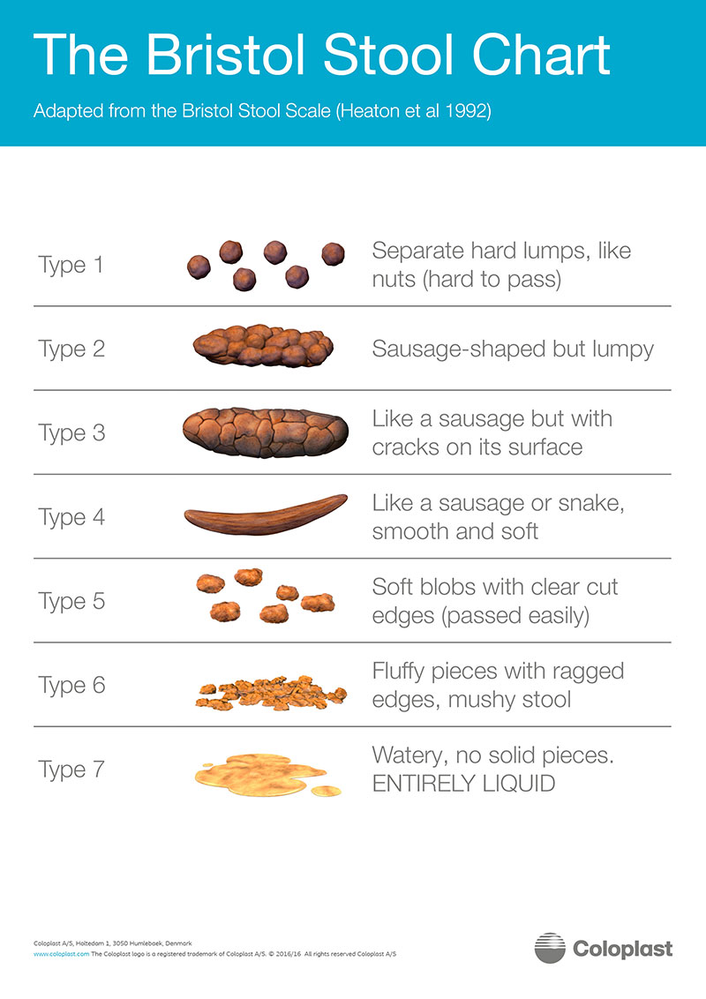 The Bristol Stool Chart
Adapted from the Bristol Stool Scale (Heaton et al 1992)
Type 1
Separate hard lumps, like
nuts (hard to pass)
Type 2
Sausage-shaped but lumpy
Type 3
Like a sausage but with
cracks on its surface
Type 4
Like a sausage or snake,
smooth and soft
Type 5
Soft blobs with clear cut
edges (passed easily)
Type 6
Fluffy pieces with ragged
edges, mushy stool
Type 7
Watery, no solid pieces.
ENTIRELY LIQUID
Coloplast A/S, Holtedam 1, 3050 Humlebaek, Denmark
www.coloplast.com The Coloplast logo is a registered trademark of Coloplast A/S. © 2016/16 All rights reserved Coloplast A/S
Coloplast